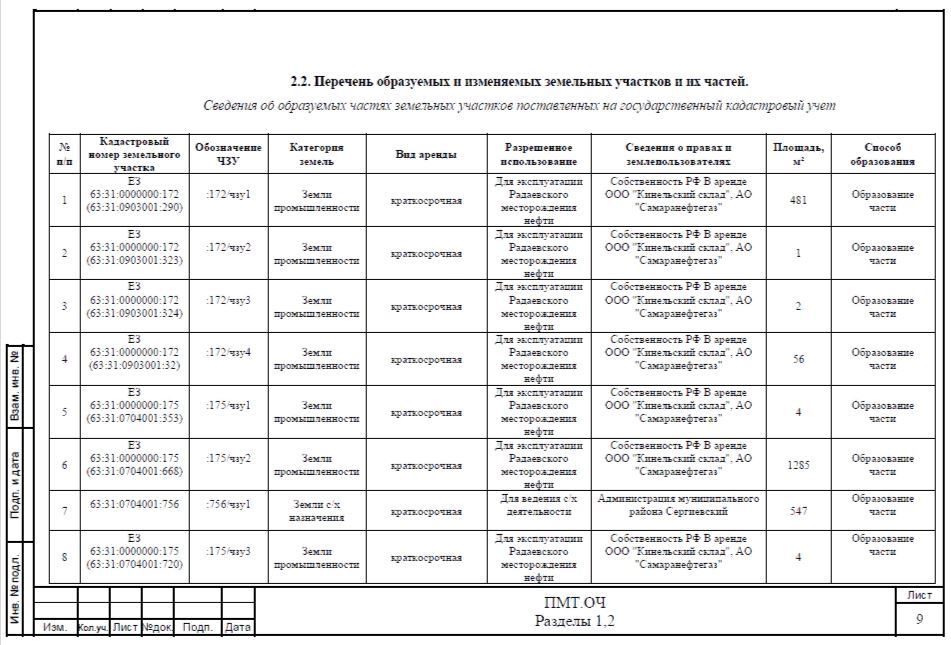 2.2. Перечень образуемых и изменяемых земельных участков и их частей.
Сведения об образуемых частях земельных участков поставленных на государственный кадастровый учет
№ п/п
Кадастровый номер земельного участка
Обозначение ЧЗУ
Категория земель
Вид аренды
Разрешенное использование
Сведения о правах и землепользователях
Площадь, м²
Способ образования
1
ЕЗ
63:31:0000000:172
(63:31:0903001:290)
:172/чзу1
Земли
промышленности
краткосрочная
Для эксплуатации
Радаевского
месторождения
нефти
Собственность РФ В аренде
ООО "Кинельский склад", АО
"Самаранефтегаз"
481
Образование
части
2
ЕЗ
63:31:0000000:172
(63:31:0903001:323)
:172/чзу2
Земли
промышленности
краткосрочная
Для эксплуатации
Радаевского
месторождения
нефти
Собственность РФ В аренде
ООО "Кинельский склад", АО
"Самаранефтегаз"
1
Образование
части
3
ЕЗ
63:31:0000000:172
(63:31:0903001:324)
:172/чзу3
Земли
промышленности
краткосрочная
Для эксплуатации
Радаевского
месторождения
нефти
Собственность РФ В аренде
ООО "Кинельский склад", АО
"Самаранефтегаз"
2
Образование
части
4
ЕЗ
63:31:0000000:172
(63:31:0903001:32)
:172/чзу4
Земли
промышленности
краткосрочная
Для эксплуатации
Радаевского
месторождения
нефти
Собственность РФ В аренде
ООО "Кинельский склад", АО
"Самаранефтегаз"
56
Образование
части
5
ЕЗ
63:31:0000000:175
(63:31:0704001:353)
:175/чзу1
Земли
промышленности
краткосрочная
Для эксплуатации
Радаевского
месторождения
нефти
Собственность РФ В аренде
ООО "Кинельский склад", АО
"Самаранефтегаз"
4
Образование
части
6
ЕЗ
63:31:0000000:175
(63:31:0704001:668)
:175/чзу2
Земли
промышленности
краткосрочная
Для эксплуатации
Радаевского
месторождения
нефти
Собственность РФ В аренде
ООО "Кинельский склад", АО
"Самаранефтегаз"
1285
Образование
части
7
63:31:0704001:756
:756/чзу1
Земли с/х
назначения
краткосрочная
Для ведения с/х
деятельности
Администрация муниципального
района Сергиевский
547
Образование
части
8
ЕЗ
63:31:0000000:175
(63:31:0704001:720)
:175/чзу3
Земли
промышленности
краткосрочная
Для эксплуатации
Радаевского
месторождения
нефти
Собственность РФ В аренде
ООО "Кинельский склад", АО
"Самаранефтегаз"
4
Образование
части
Взам. инв. №
Подп. и дата
Инв. № подл.
Изм. Кол.уч. Лист №док. Подп. Дата
ПМТ.ОЧ
Разделы 1,2
Лист
9